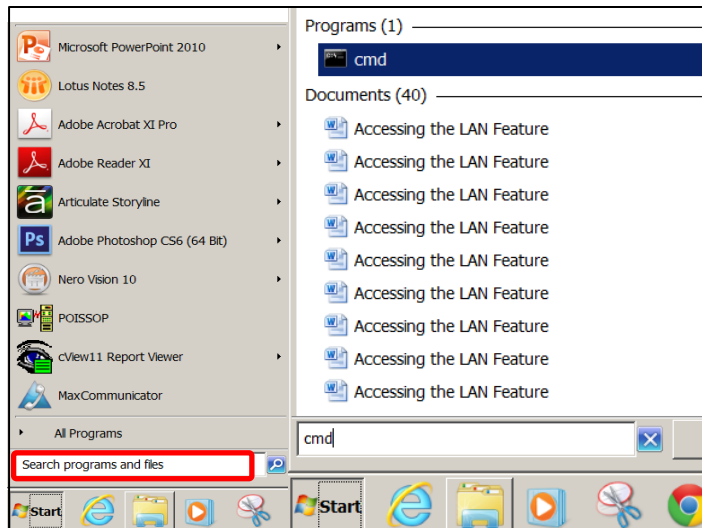 Microsoft PowerPoint 2010
Lotus Notes 8.5
Adobe Acrobat XI Pro
Adobe Reader XI
Articulate Storyline
Ps Adobe Photoshop CS6 (64 Bit)
Nero Vision 10
POISSOP
cView11 Report Viewer
MaxCommunicator
All Programs
Search programs and files
Start
Programs (1)
cmd
Documents (40)
Accessing the LAN Feature
Accessing the LAN Feature
Accessing the LAN Feature
Accessing the LAN Feature
Accessing the LAN Feature
Accessing the LAN Feature
Accessing the LAN Feature
Accessing the LAN Feature
Accessing the LAN Feature
cmd
Start